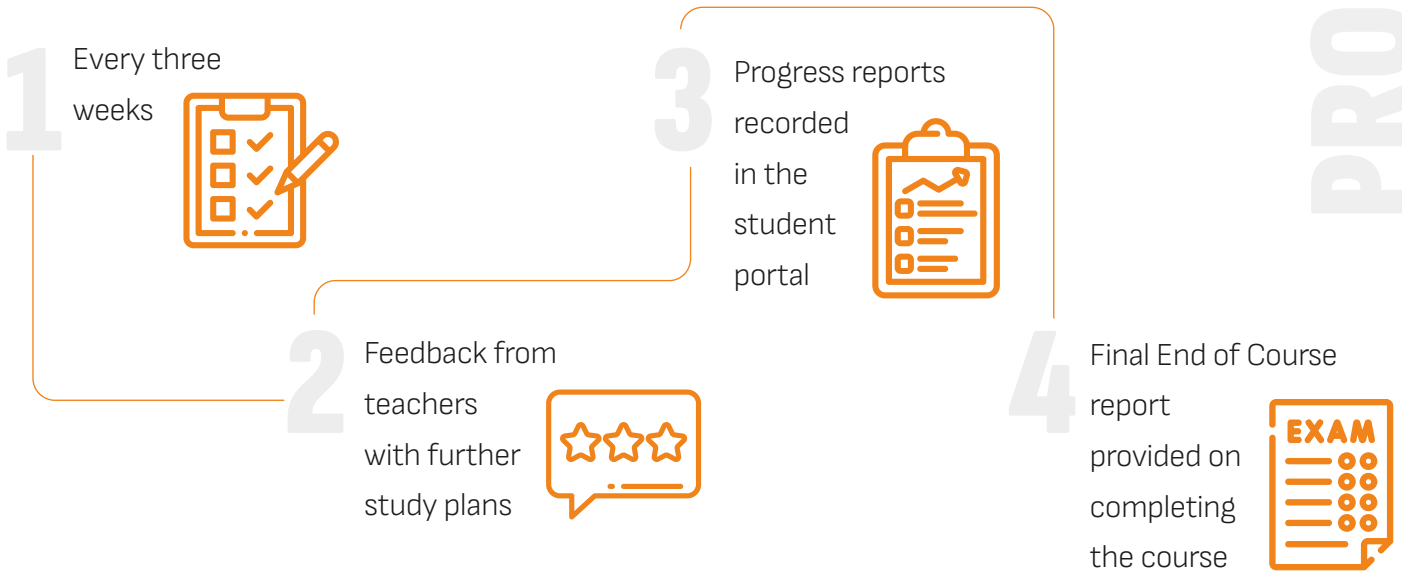 1
Every three
weeks
2
Feedback from
teachers
with further
study plans
3
Progress reports
recorded
in the
student
portal
4
Final End of Course
report
provided on
completing
the course
EXAM
PRO